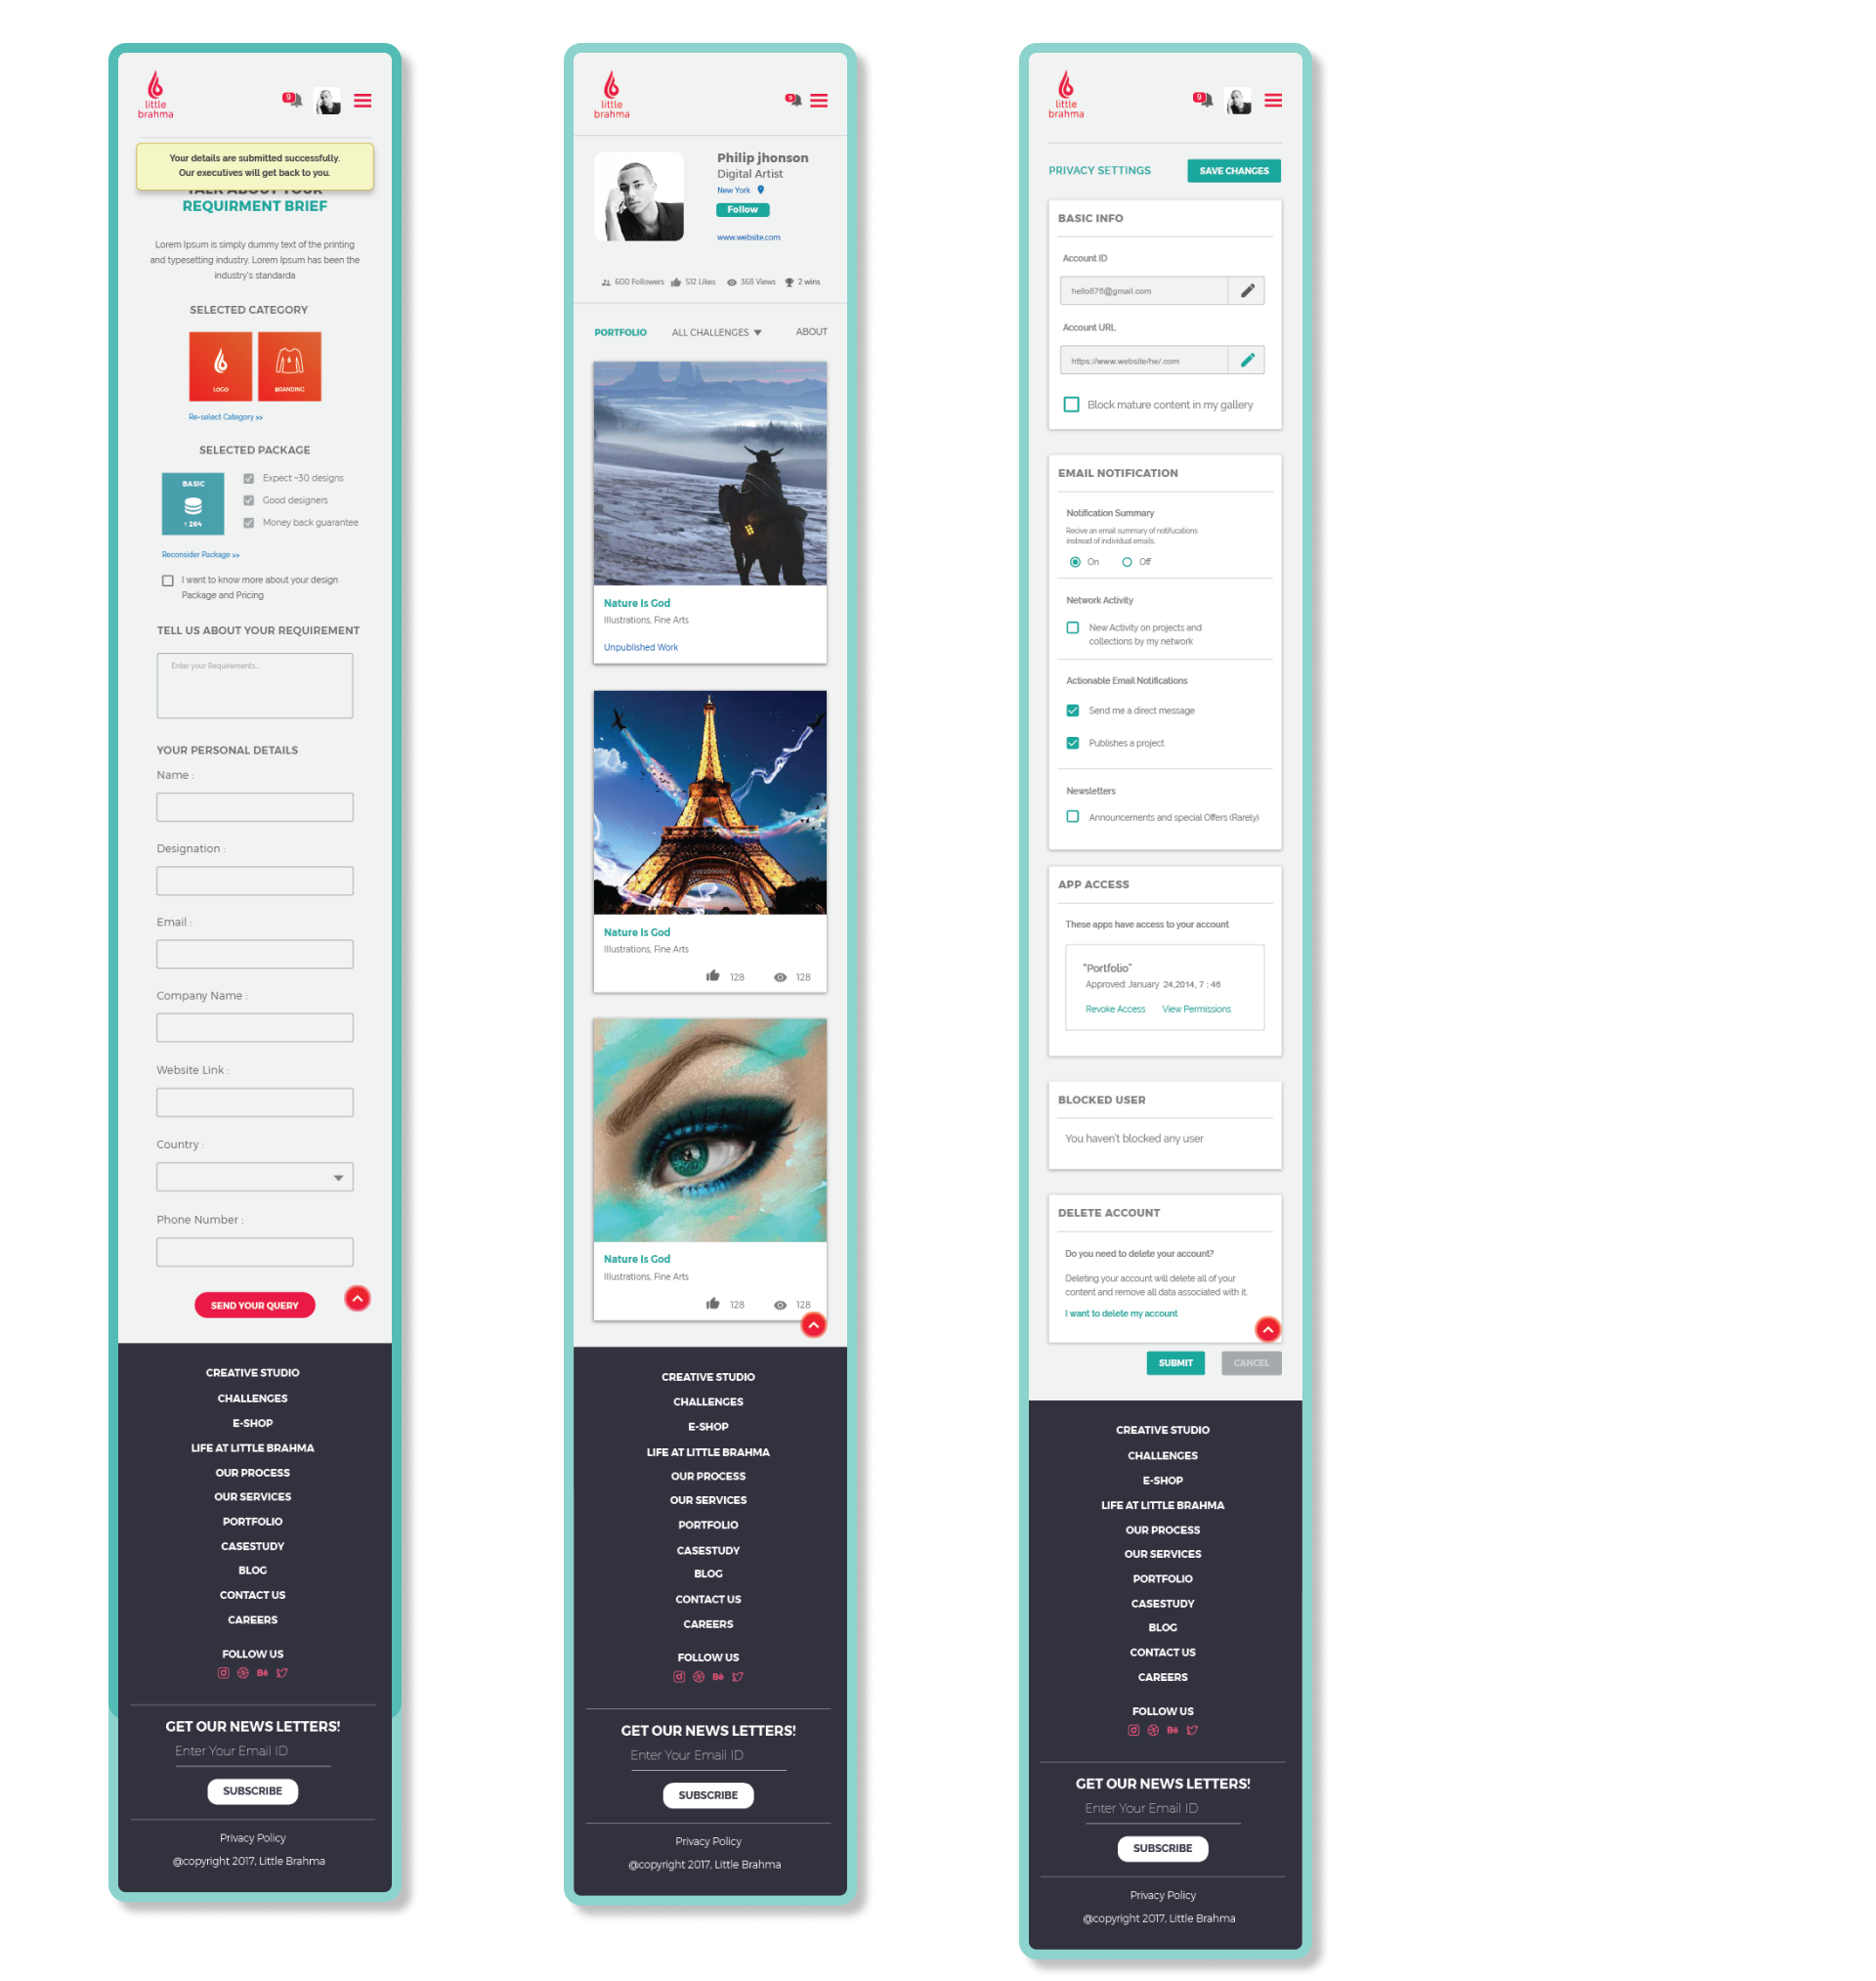 little
brahma
9
Your details are submitted successfully.
Our executives will get back to you.
TALK ABOUT YOUR
REQUIRMENT BRIEF
Lorem Ipsum is simply dummy text of the printing
and typesetting industry. Lorem Ipsum has been the
industry's standarda
SELECTED CATEGORY
LOGO
BRANDING
Re-select Category >>
SELECTED PACKAGE
BASIC
₹ 264
Expect ~30 designs
Good designers
Money back guarantee
Reconsider Package >>
I want to know more about your design
Package and Pricing
TELL US ABOUT YOUR REQUIREMENT
Enter your Requirements...
YOUR PERSONAL DETAILS
Name :
Designation :
Email :
Company Name :
Website Link :
Country :
Phone Number :
SEND YOUR QUERY
CREATIVE STUDIO
CHALLENGES
E-SHOP
LIFE AT LITTLE BRAHMA
OUR PROCESS
OUR SERVICES
PORTFOLIO
CASESTUDY
BLOG
CONTACT US
CAREERS
FOLLOW US
Bē
GET OUR NEWS LETTERS!
Enter Your Email ID
SUBSCRIBE
Privacy Policy
@copyright 2017, Little Brahma
little
brahma
9
Philip jhonson
Digital Artist
New York
Follow
www.website.com
600 Followers 512 Likes 368 Views 2 wins
PORTFOLIO ALL CHALLENGES ABOUT
Nature Is God
Illustrations, Fine Arts
Unpublished Work
Nature Is God
Illustrations, Fine Arts
128 128
Nature Is God
Illustrations, Fine Arts
128 128
CREATIVE STUDIO
CHALLENGES
E-SHOP
LIFE AT LITTLE BRAHMA
OUR PROCESS
OUR SERVICES
PORTFOLIO
CASESTUDY
BLOG
CONTACT US
CAREERS
FOLLOW US
Bē
GET OUR NEWS LETTERS!
Enter Your Email ID
SUBSCRIBE
Privacy Policy
@copyright 2017, Little Brahma
little
brahma
9
PRIVACY SETTINGS SAVE CHANGES
BASIC INFO
Account ID
hello876@gmail.com
Account URL
https://www.website/he/.com
Block mature content in my gallery
EMAIL NOTIFICATION
Notification Summary
Recive an email summary of notifucations
instread of individual emails.
On Off
Network Activity
New Activity on projects and
collections by my network
Actionable Email Notifications
Send me a direct message
Publishes a project
Newsletters
Announcements and special Offers (Rarely)
APP ACCESS
These apps have access to your account
"Portfolio"
Approved: January 24,2014, 7 : 46
Revoke Access View Permissions
BLOCKED USER
You haven't blocked any user
DELETE ACCOUNT
Do you need to delete your account?
Deleting your account will delete all of your
content and remove all data associated with it.
I want to delete my account
SUBMIT CANCEL
CREATIVE STUDIO
CHALLENGES
E-SHOP
LIFE AT LITTLE BRAHMA
OUR PROCESS
OUR SERVICES
PORTFOLIO
CASESTUDY
BLOG
CONTACT US
CAREERS
FOLLOW US
Bē
GET OUR NEWS LETTERS!
Enter Your Email ID
SUBSCRIBE
Privacy Policy
@copyright 2017, Little Brahma